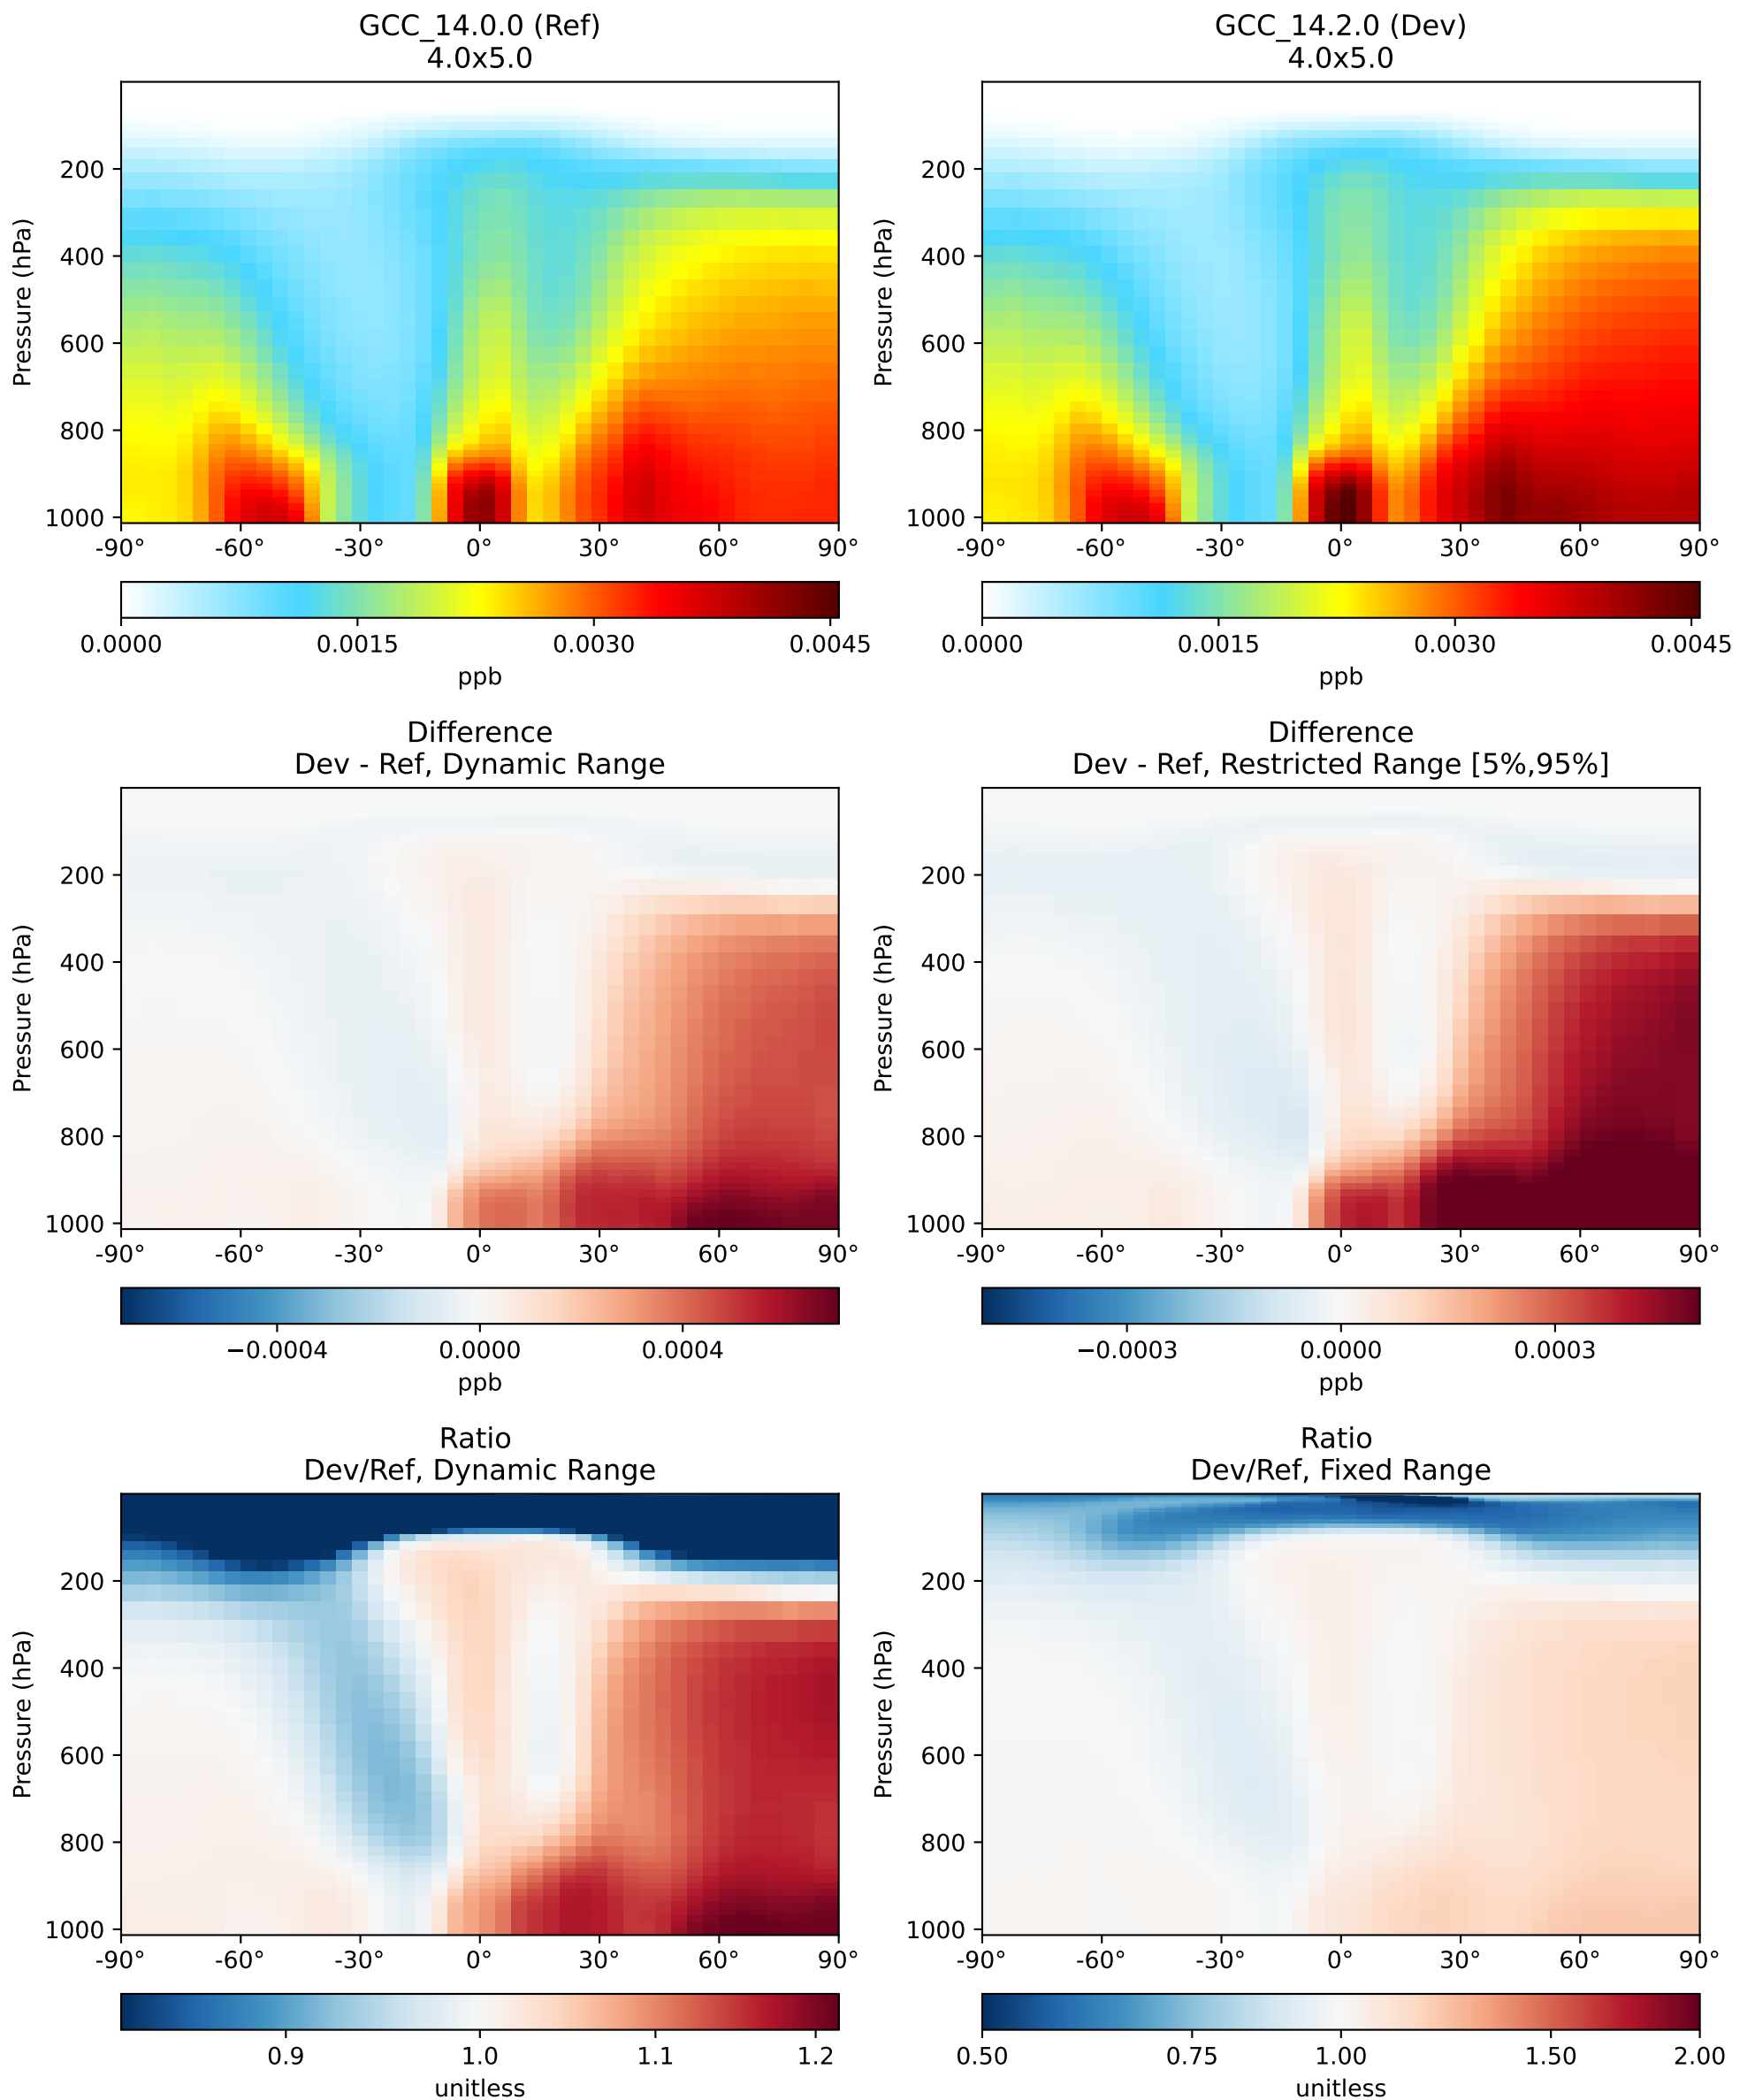 GCC_14.0.0 (Ref)
4.0x5.0
GCC_14.2.0 (Dev)
4.0x5.0
Pressure (hPa)
200
400
600
800
1000
-90° -60° -30° 0° 30° 60° 90°
0.0000 0.0015 0.0030 0.0045
ppb
Pressure (hPa)
200
400
600
800
1000
-90° -60° -30° 0° 30° 60° 90°
0.0000 0.0015 0.0030 0.0045
ppb
Difference
Dev - Ref, Dynamic Range
Pressure (hPa)
200
400
600
800
1000
-90° -60° -30° 0° 30° 60° 90°
−0.0004 0.0000 0.0004
ppb
Difference
Dev - Ref, Restricted Range [5%,95%]
Pressure (hPa)
200
400
600
800
1000
-90° -60° -30° 0° 30° 60° 90°
−0.0003 0.0000 0.0003
ppb
Ratio
Dev/Ref, Dynamic Range
Pressure (hPa)
200
400
600
800
1000
-90° -60° -30° 0° 30° 60° 90°
0.9 1.0 1.1 1.2
unitless
Ratio
Dev/Ref, Fixed Range
Pressure (hPa)
200
400
600
800
1000
-90° -60° -30° 0° 30° 60° 90°
0.50 0.75 1.00 1.50 2.00
unitless